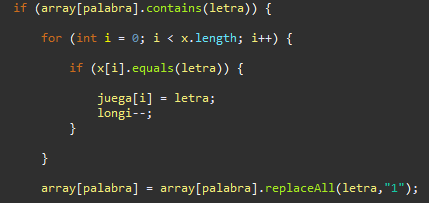 if (array[palabra].contains(letra)) {
for (int i = 0; i < x.length; i++) {
if (x[i].equals(letra)) {
juega[i] = letra;
longi--;
}
}
array[palabra] = array[palabra].replaceAll(letra,"1");